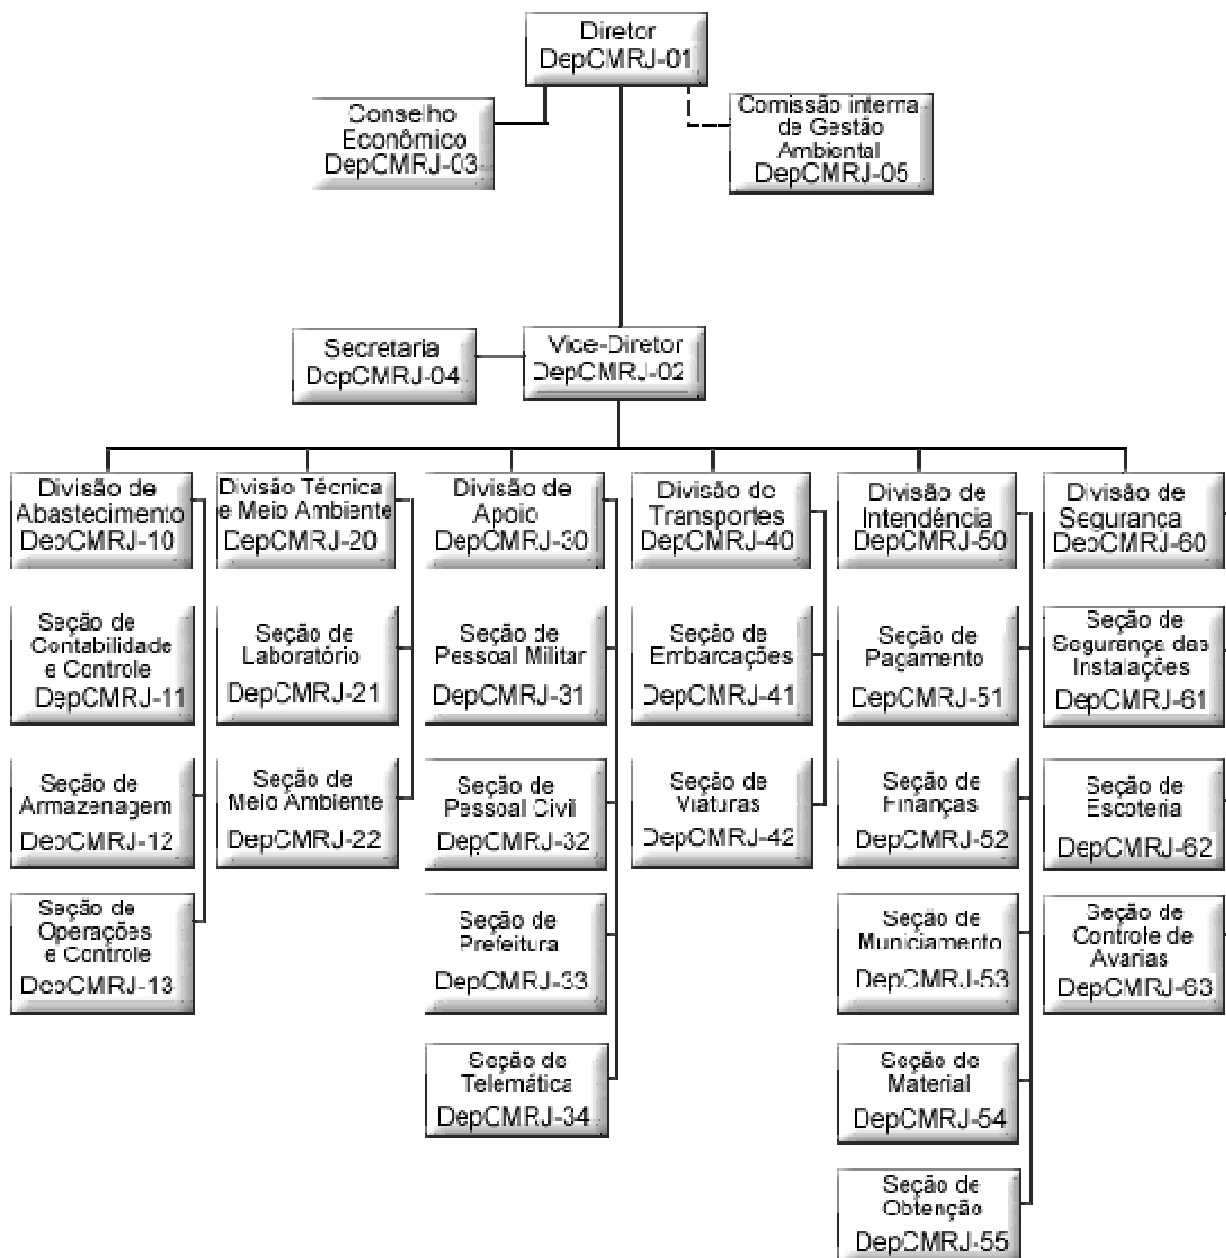 Diretor
DepCMRJ-01
Conselho
Econômico
DepCMRJ-03
Comissão interna
de Gestão
Ambiental
DepCMRJ-05
Secretaria
DepCMRJ-04
Vice-Diretor
DepCMRJ-02
Divisão de
Abastecimento
DepCMRJ-10
Divisão Técnica
e Meio Ambiente
DepCMRJ-20
Divisão de
Apoio
DepCMRJ-30
Divisão de
Transportes
DepCMRJ-40
Divisão de
Intendência
DepCMRJ-50
Divisão de
Segurança
DepCMRJ-60
Seção de
Contabilidade
e Controle
DepCMRJ-11
Seção de
Laboratório
DepCMRJ-21
Seção de
Pessoal Militar
DepCMRJ-31
Seção de
Embarcações
DepCMRJ-41
Seção de
Pagamento
DepCMRJ-51
Seção de
Segurança das
Instalações
DepCMRJ-61
Seção de
Armazenagem
DepCMRJ-12
Seção de
Meio Ambiente
DepCMRJ-22
Seção de
Pessoal Civil
DepCMRJ-32
Seção de
Viaturas
DepCMRJ-42
Seção de
Finanças
DepCMRJ-52
Seção de
Escoteria
DepCMRJ-62
Seção de
Operações
e Controle
DepCMRJ-13
Seção de
Prefeitura
DepCMRJ-33
Seção de
Municiamento
DepCMRJ-53
Seção de
Controle de
Avarias
DepCMRJ-63
Seção de
Telemática
DepCMRJ-34
Seção de
Material
DepCMRJ-54
Seção de
Obtenção
DepCMRJ-55